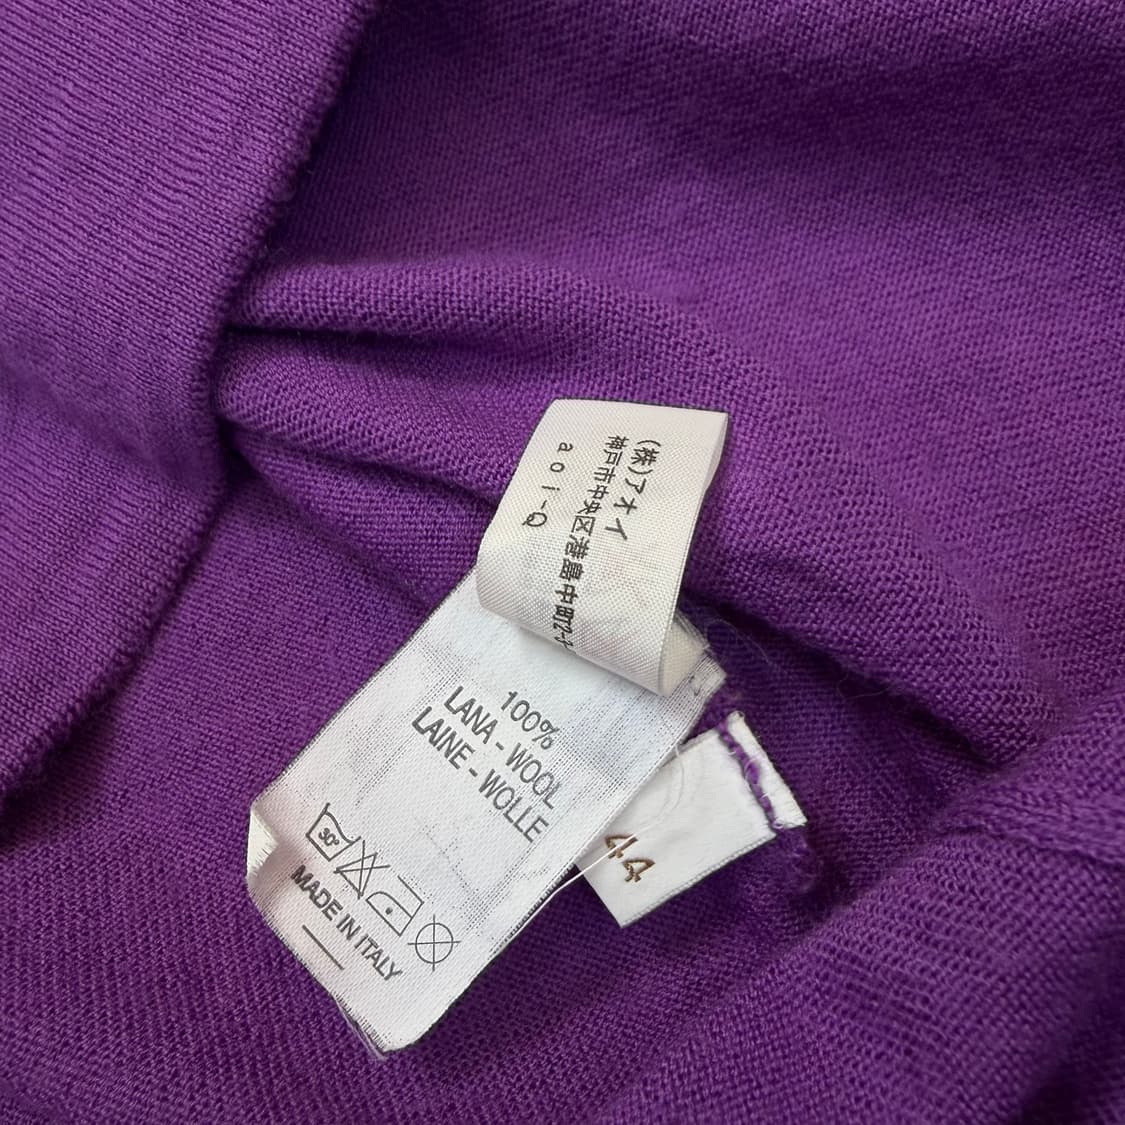 (株)アオイ
神戸市中央区港島中町2-
aoi-Q
100%
LANA - WOOL
LAINE - WOLLE
30°
MADE IN ITALY
44